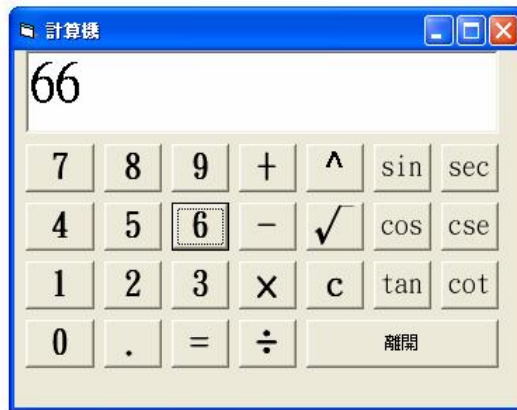 計算機
66
7 8 9 + ^ sin sec
4 5 6 - √ cos cse
1 2 3 × c tan cot
0 . = ÷ 離開